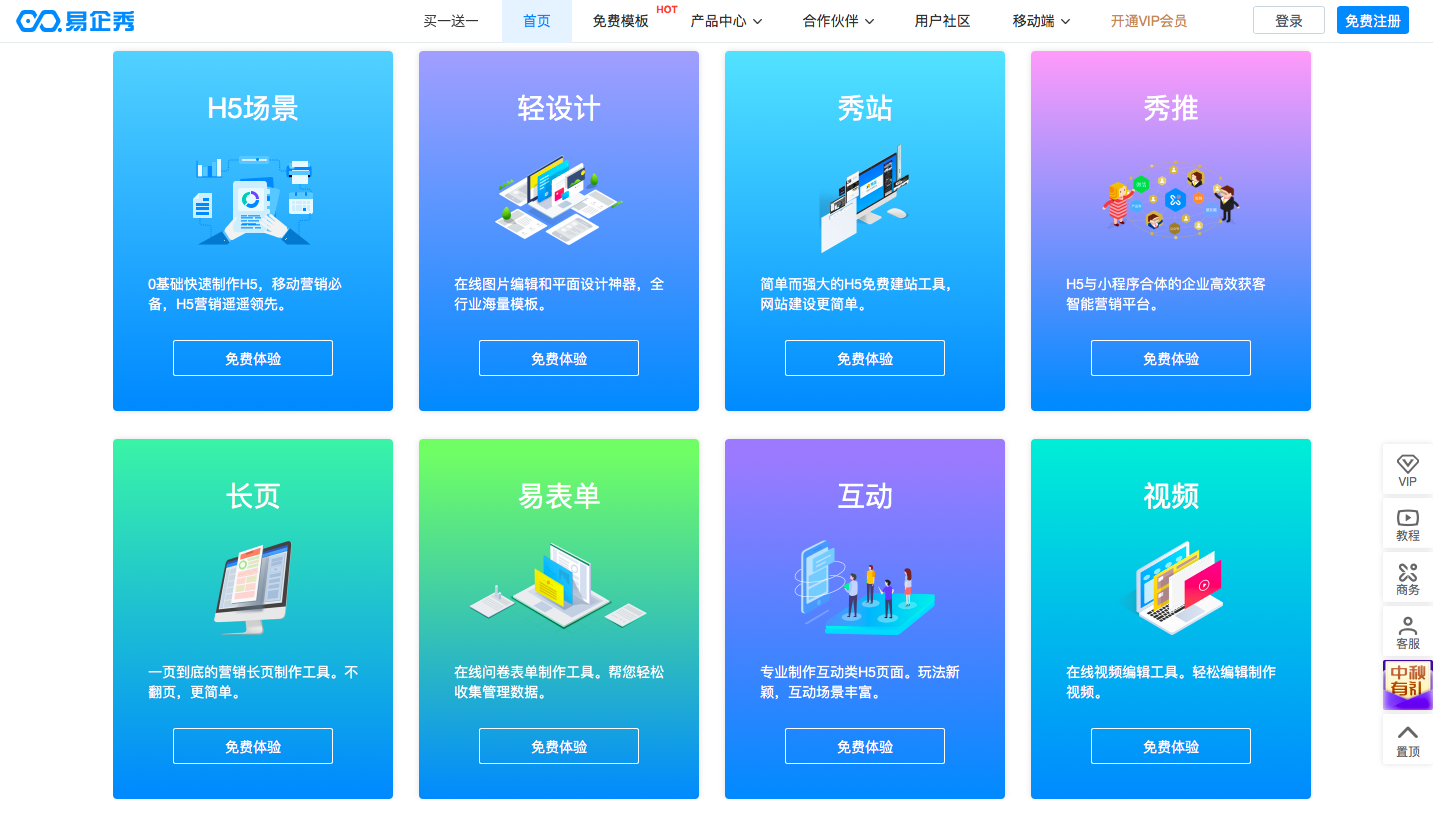 易企秀
买一送一
首页
免费模板
HOT
产品中心
合作伙伴
用户社区
移动端
开通VIP会员
登录
免费注册
H5场景
0基础快速制作H5，移动营销必
备，H5营销遥遥领先。
免费体验
轻设计
在线图片编辑和平面设计神器，全
行业海量模板。
免费体验
秀站
简单而强大的H5免费建站工具，
网站建设更简单。
免费体验
秀推
H5与小程序合体的企业高效获客
智能营销平台。
免费体验
长页
一页到底的营销长页制作工具。不
翻页，更简单。
免费体验
易表单
在线问卷表单制作工具。帮您轻松
收集管理数据。
免费体验
互动
专业制作互动类H5页面。玩法新
颖，互动场景丰富。
免费体验
视频
在线视频编辑工具。轻松编辑制作
视频。
免费体验
VIP
教程
商务
客服
中秋
有礼
置顶